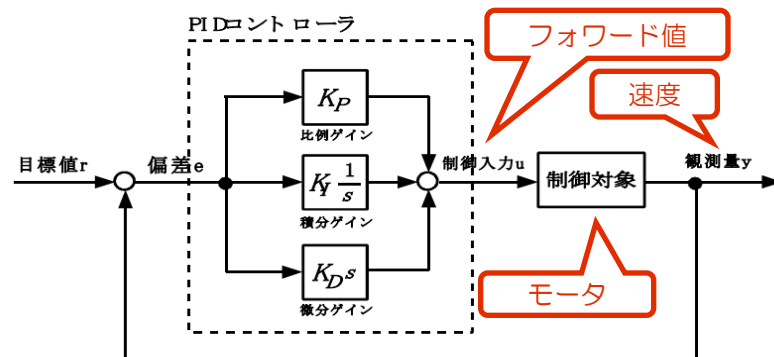 PIDコントローラ
フォワード値
速度
K_P
比例ゲイン
目標値r
偏差e
K_I 1/s
積分ゲイン
制御入力u
制御対象
観測量y
K_D s
微分ゲイン
モータ